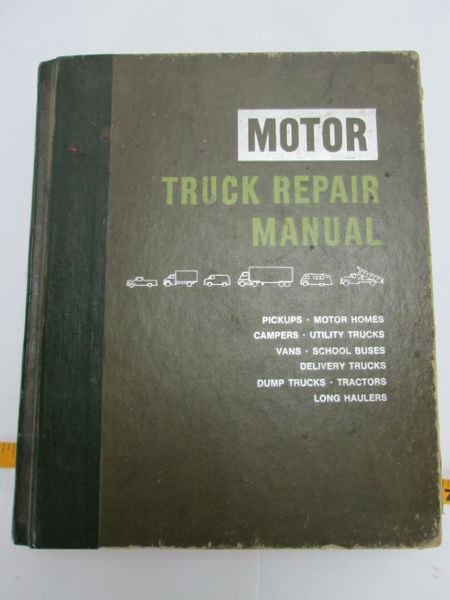 MOTOR
TRUCK REPAIR
MANUAL
PICKUPS · MOTOR HOMES
CAMPERS · UTILITY TRUCKS
VANS · SCHOOL BUSES
DELIVERY TRUCKS
DUMP TRUCKS · TRACTORS
LONG HAULERS